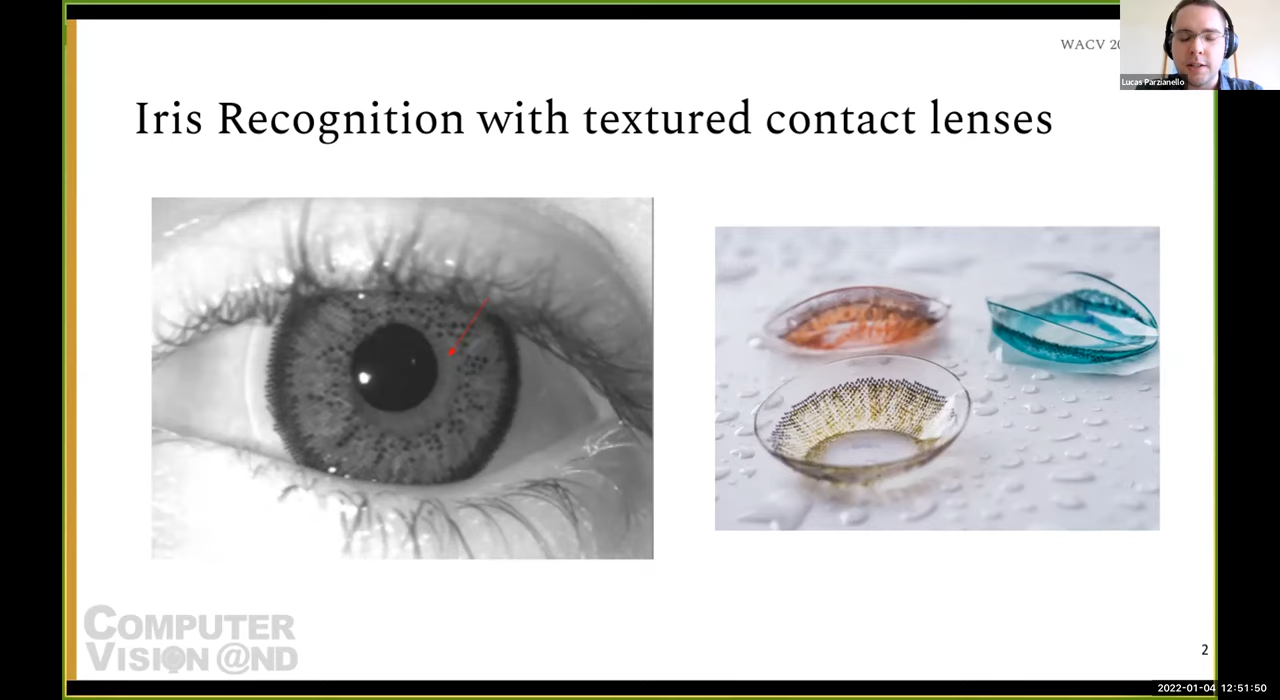 WACV 20
Lucas Parzianello
Iris Recognition with textured contact lenses
COMPUTER
VISION @ND
2
2022-01-04 12:51:50